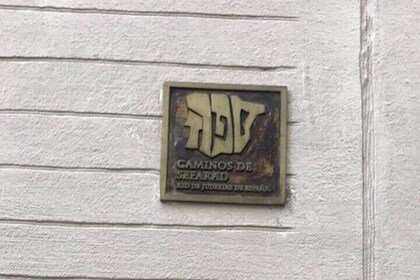 ספרד
CAMINOS DE
SEFARAD
RED DE JUDERÍAS DE ESPAÑA